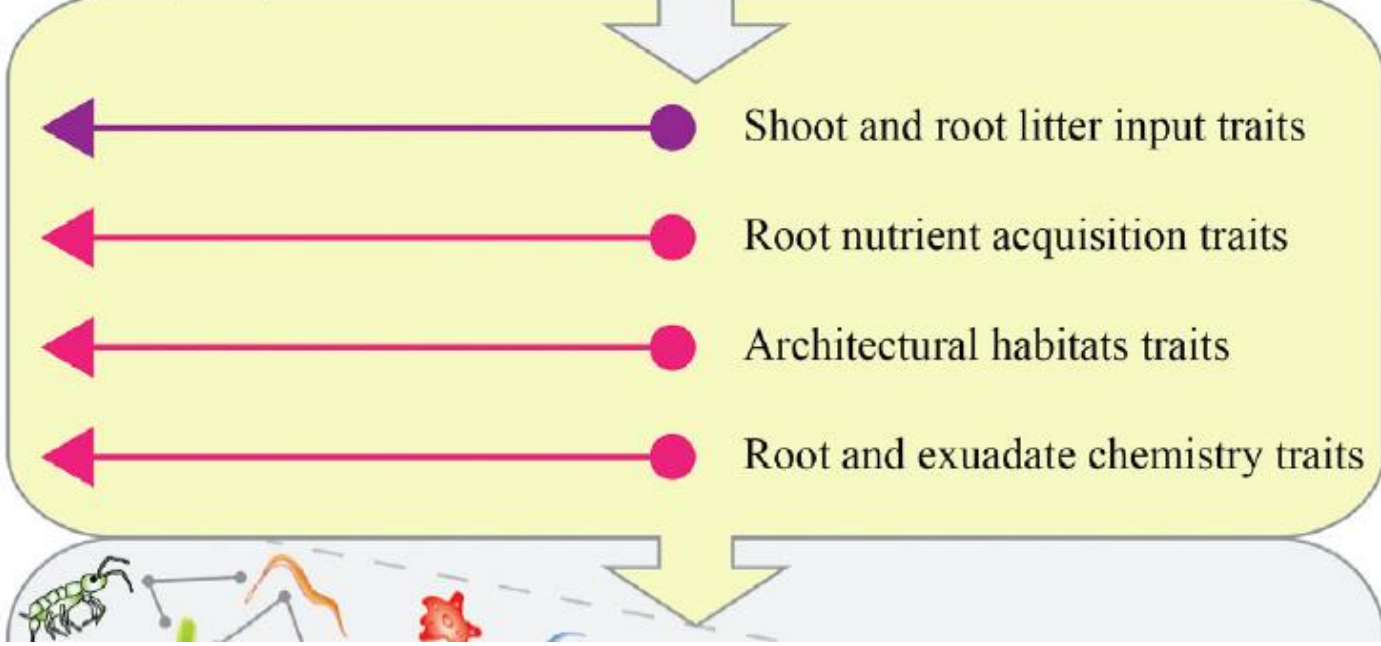 Shoot and root litter input traits
Root nutrient acquisition traits
Architectural habitats traits
Root and exuadate chemistry traits